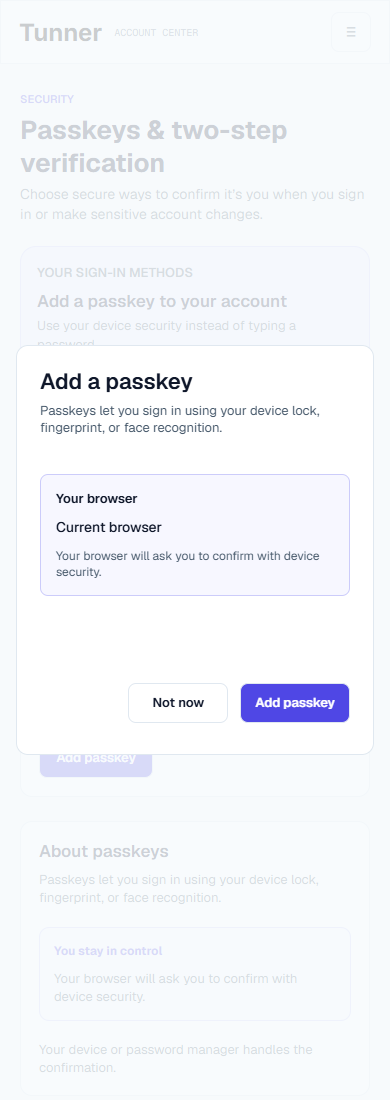 Tunner ACCOUNT CENTER
SECURITY
Passkeys & two-step
verification
Choose secure ways to confirm it's you when you sign
in or make sensitive account changes.
YOUR SIGN-IN METHODS
Add a passkey to your account
Use your device security instead of typing a
password.
Add a passkey
Passkeys let you sign in using your device lock,
fingerprint, or face recognition.
Your browser
Current browser
Your browser will ask you to confirm with device
security.
Not now
Add passkey
Add passkey
About passkeys
Passkeys let you sign in using your device lock,
fingerprint, or face recognition.
You stay in control
Your browser will ask you to confirm with
device security.
Your device or password manager handles the
confirmation.